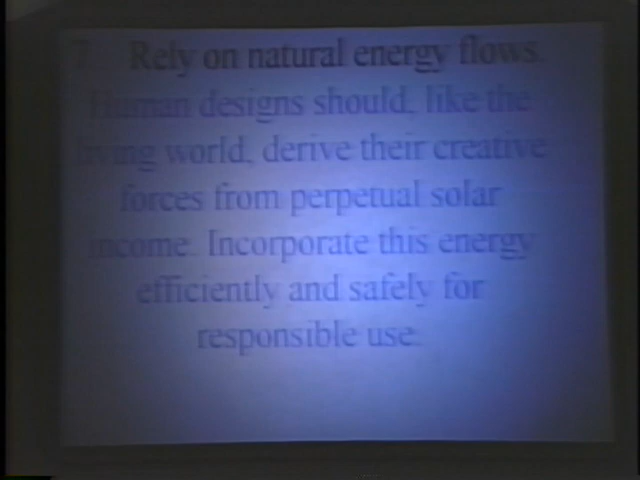 7. Rely on natural energy flows.
Human designs should, like the
living world, derive their creative
forces from perpetual solar
income. Incorporate this energy
efficiently and safely for
responsible use.